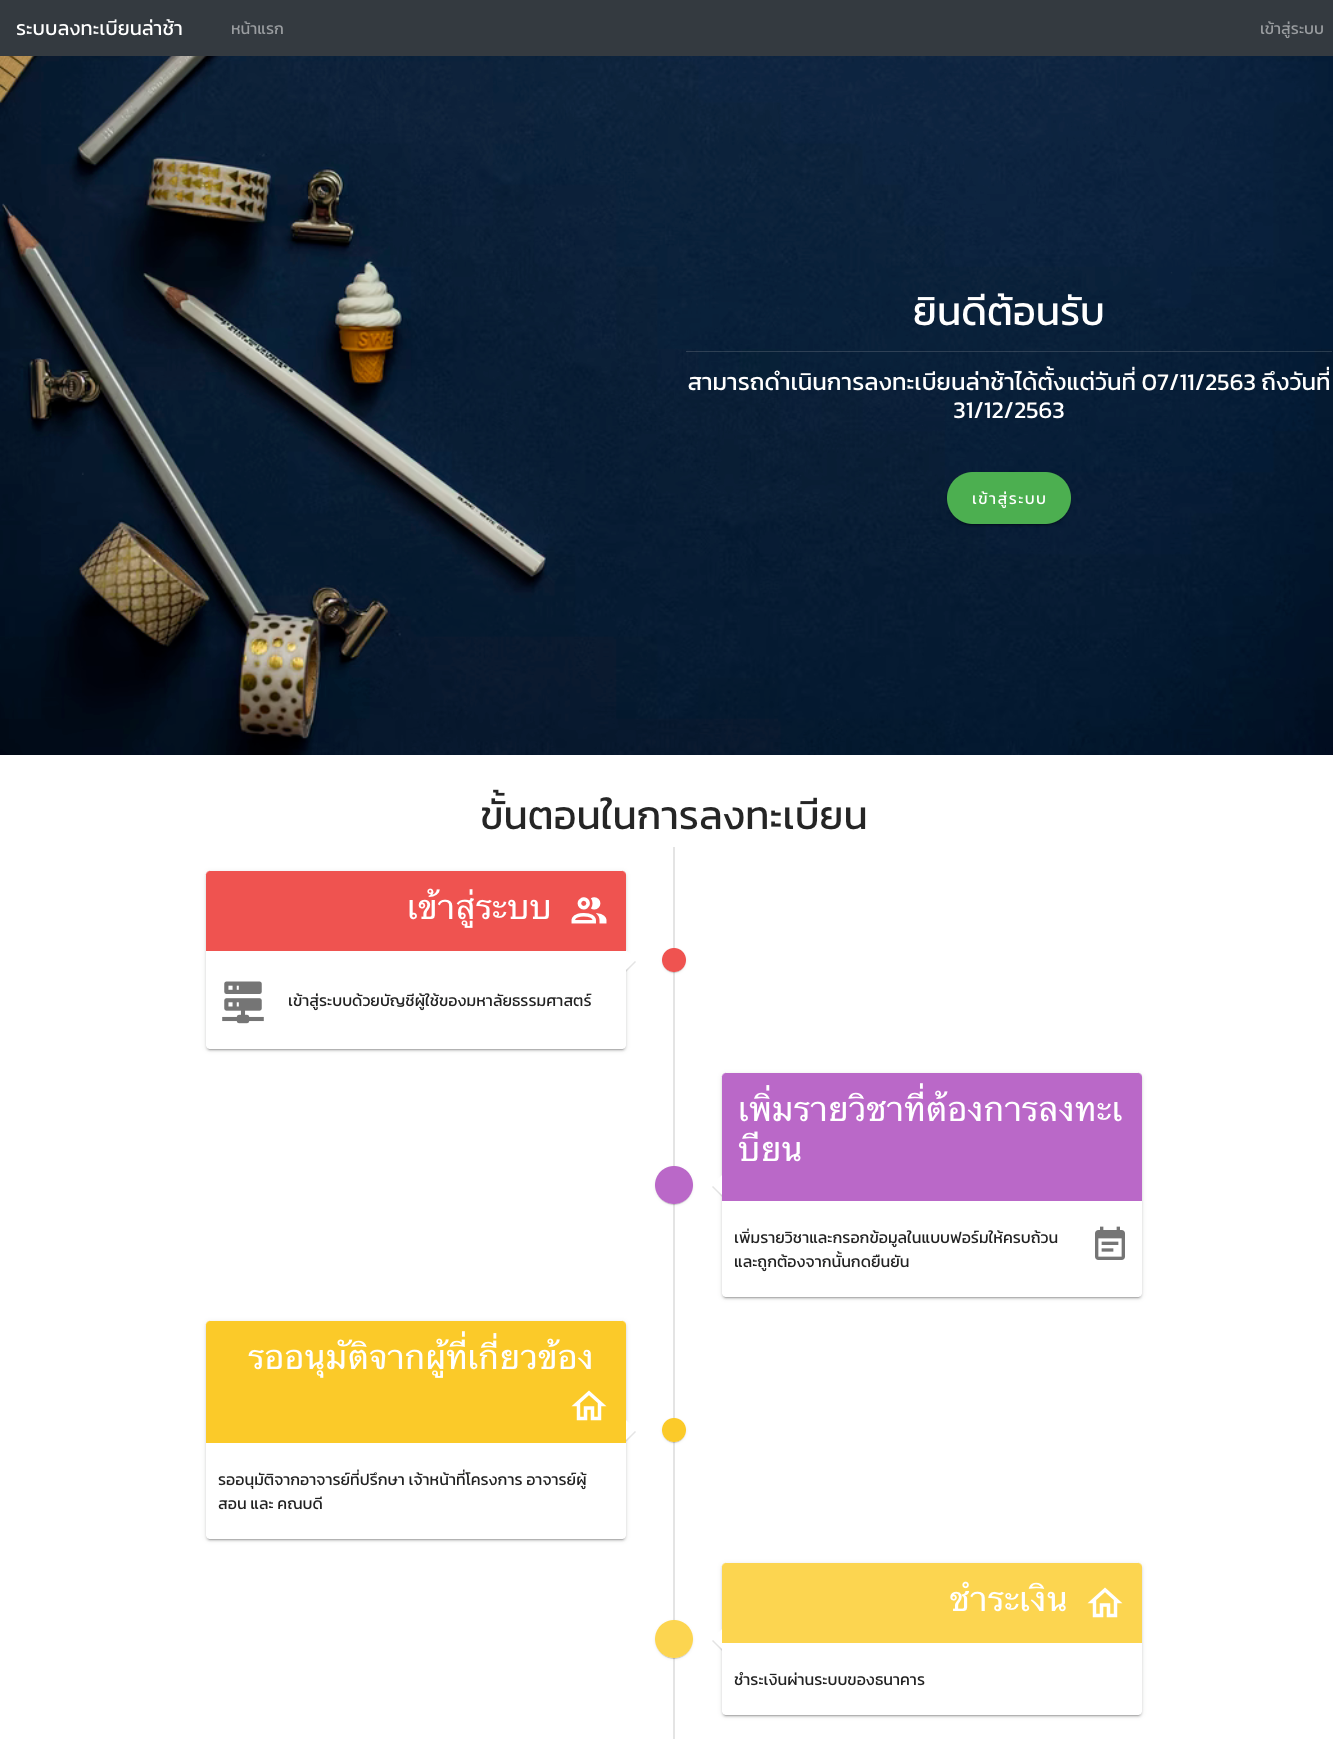 ระบบลงทะเบียนล่าช้า
หน้าแรก
เข้าสู่ระบบ
SWE
ยินดีต้อนรับ
สามารถดำเนินการลงทะเบียนล่าช้าได้ตั้งแต่วันที่ 07/11/2563 ถึงวันที่
31/12/2563
เข้าสู่ระบบ
ขั้นตอนในการลงทะเบียน
เข้าสู่ระบบ
เข้าสู่ระบบด้วยบัญชีผู้ใช้ของมหาลัยธรรมศาสตร์
เพิ่มรายวิชาที่ต้องการลงทะเ
บียน
เพิ่มรายวิชาและกรอกข้อมูลในแบบฟอร์มให้ครบถ้วน
และถูกต้องจากนั้นกดยืนยัน
รออนุมัติจากผู้ที่เกี่ยวข้อง
รออนุมัติจากอาจารย์ที่ปรึกษา เจ้าหน้าที่โครงการ อาจารย์ผู้
สอน และ คณบดี
ชำระเงิน
ชำระเงินผ่านระบบของธนาคาร